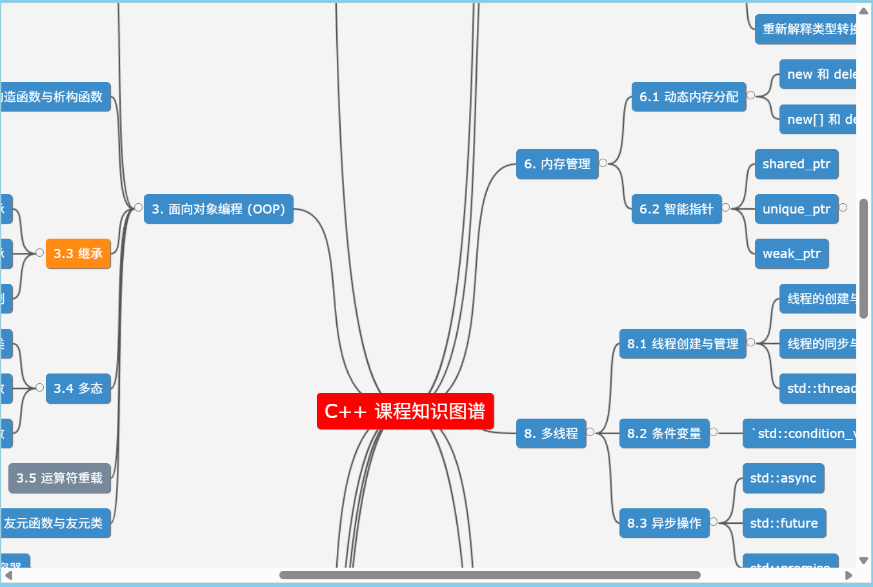 造函数与析构函数
3. 面向对象编程 (OOP)
3.3 继承
3.4 多态
3.5 运算符重载
友元函数与友元类
C++ 课程知识图谱
重新解释类型转换
6. 内存管理
6.1 动态内存分配
new 和 dele
new[] 和 de
6.2 智能指针
shared_ptr
unique_ptr
weak_ptr
8. 多线程
8.1 线程创建与管理
线程的创建与
线程的同步与
std::thread
8.2 条件变量
`std::condition_v
8.3 异步操作
std::async
std::future
std::promise